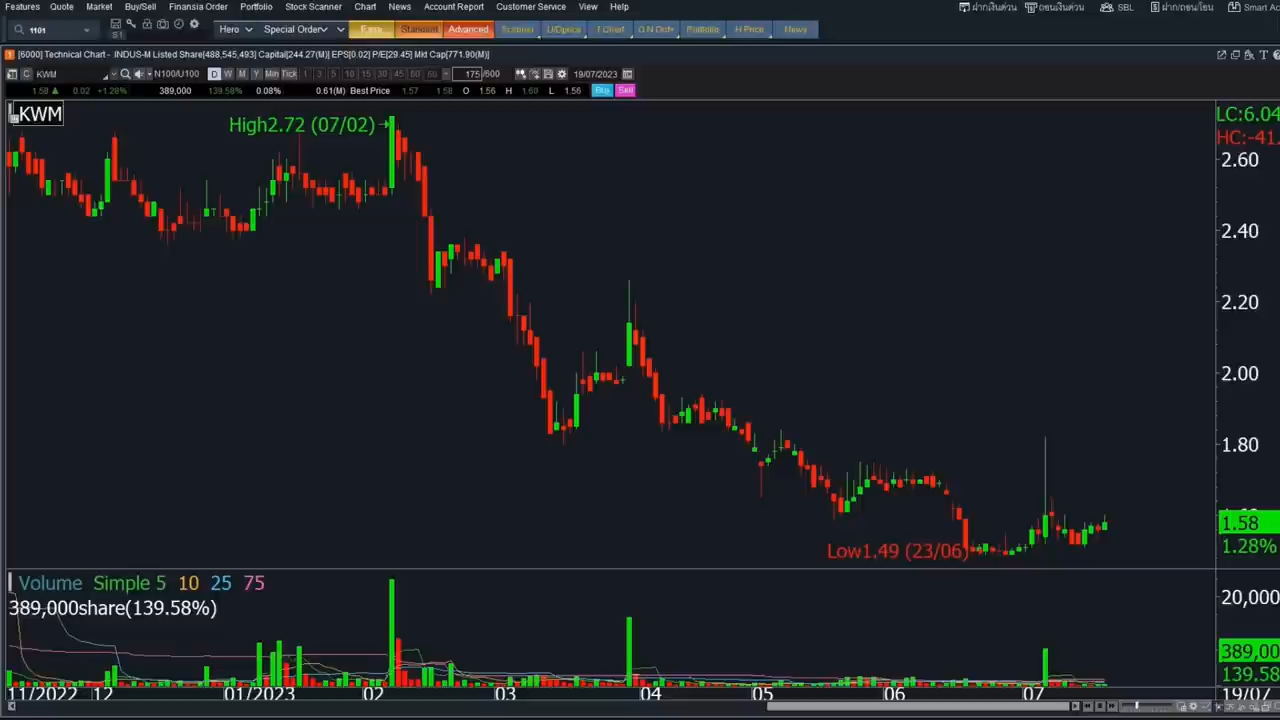 Features Quote Market Buy/Sell Finansia Order Portfolio Stock Scanner Chart News Account Report Customer Service View Help ฝากเงินด่วน ถอนเงินด่วน SBL ฝาก/ถอนโอน Smart Ac
1101 S1 Hero Special Order Standard Advanced Scanner Portfolio H Price News
[6000] Technical Chart - INDUS-M Listed Share[488,545,493] Capital[244.27(M)] EPS[0.02] P/E[29.45] Mkt Cap[771.90(M)]
C KWM N100/U100 D W M Y Min Tick 1 3 5 10 15 30 45 60 175/600 19/07/2023
1.58 ▲ 0.02 +1.28% 389,000 139.58% 0.08% 0.61(M) Best Price 1.57 1.58 O 1.56 H 1.60 L 1.56 Buy Sell
KWM
LC:6.04
High2.72 (07/02)
HC:-41.
2.60
2.40
2.20
2.00
1.80
1.58
1.28%
Low1.49 (23/06)
Volume Simple 5 10 25 75
389,000share(139.58%)
20,000
389,00
139.58
11/2022 12 01/2023 02 03 04 05 06 07 19/07